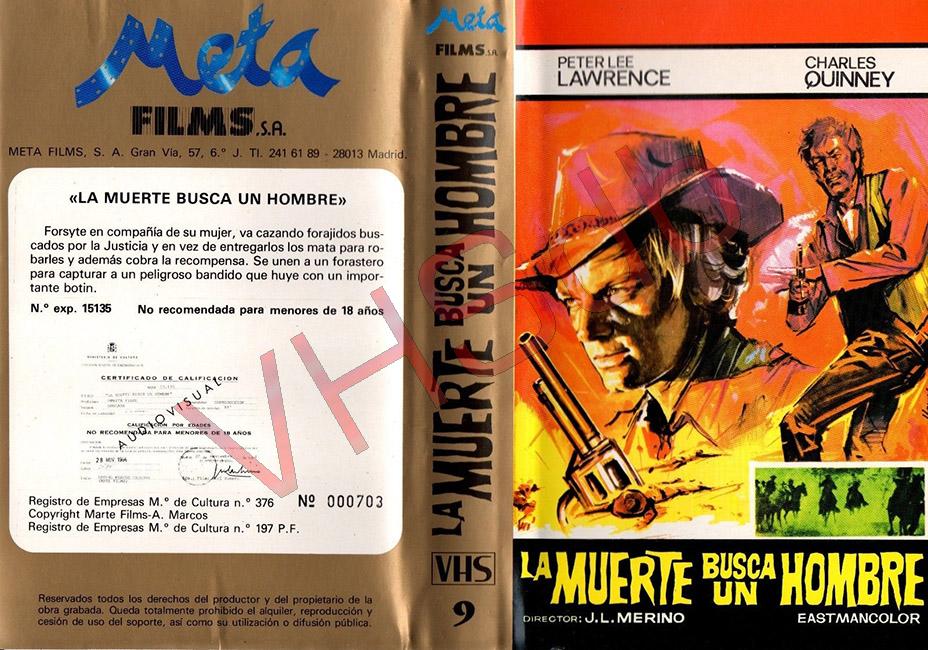 Meta
FILMS, S.A.
META FILMS, S. A. Gran Vía, 57, 6.º J. Tl. 241 61 89 - 28013 Madrid.
«LA MUERTE BUSCA UN HOMBRE»
Forsyte en compañía de su mujer, va cazando forajidos bus-
cados por la Justicia y en vez de entregarlos los mata para ro-
barles y además cobra la recompensa. Se unen a un forastero
para capturar a un peligroso bandido que huye con un impor-
tante botin.
N.º exp. 15135 No recomendada para menores de 18 años
MINISTERIO DE CULTURA
CERTIFICADO DE CALIFICACION
AUDIOVISUAL
CALIFICACION POR EDADES
NO RECOMENDADA PARA MENORES DE 18 AÑOS
Registro de Empresas M.º de Cultura n.º 376 Nº 000703
Copyright Marte Films-A. Marcos
Registro de Empresas M.º de Cultura n.º 197 P.F.
Reservados todos los derechos del productor y del propietario de la
obra grabada. Queda totalmente prohibido el alquiler, reproducción y
cesión de uso del soporte, así como su utilización o difusión pública.
Meta
FILMS S.A.
LA MUERTE BUSCA UN HOMBRE
VHS
9
PETER LEE
LAWRENCE
CHARLES
QUINNEY
LA MUERTE BUSCA UN HOMBRE
DIRECTOR: J.L. MERINO
EASTMANCOLOR